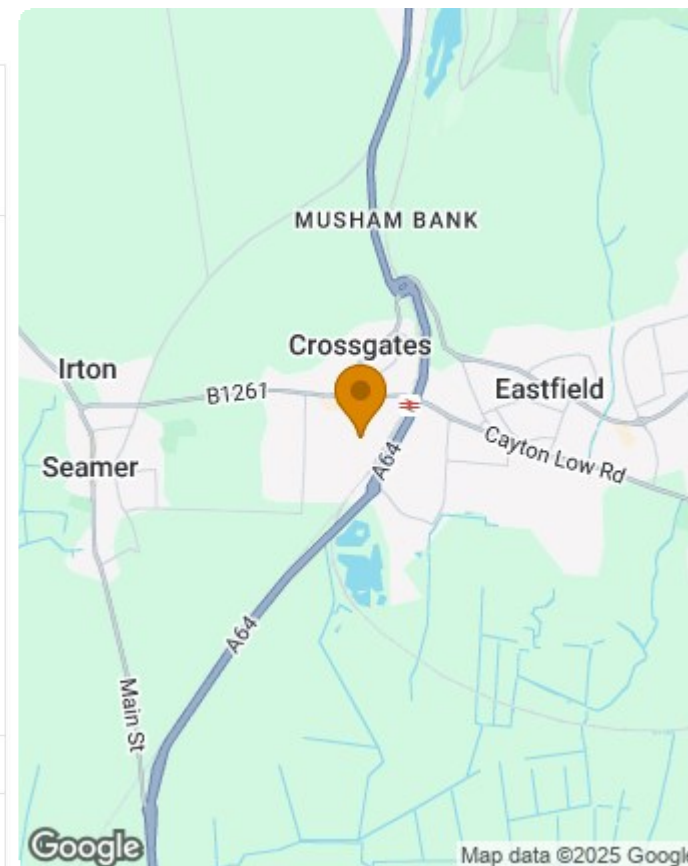 MUSHAM BANK
Crossgates
Irton
B1261
Eastfield
Seamer
A64
Cayton Low Rd
A64
Main St
Google
Map data ©2025 Google